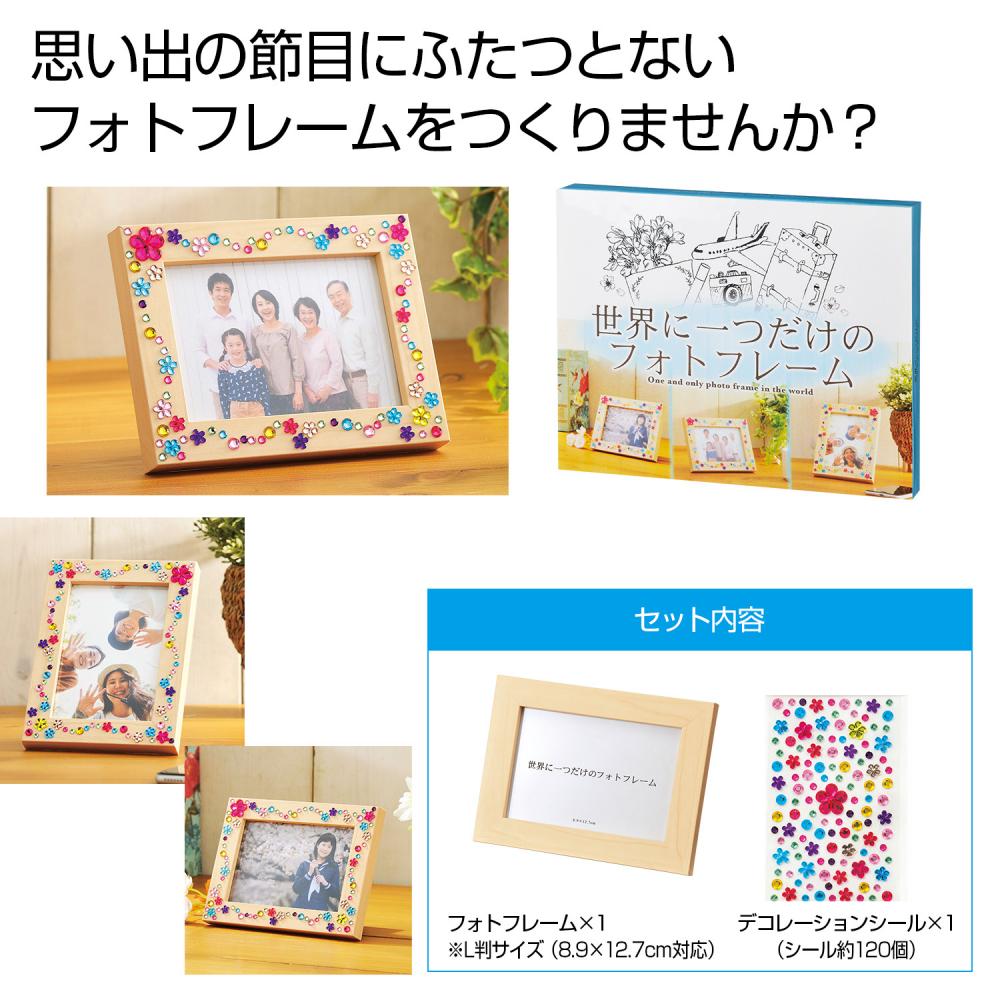 思い出の節目にふたつとない
フォトフレームをつくりませんか？
世界に一つだけの
フォトフレーム
One and only photo frame in the world
セット内容
世界に一つだけのフォトフレーム
8.9×12.7cm
フォトフレーム×1
※L判サイズ（8.9×12.7cm対応）
デコレーションシール×1
（シール約120個）